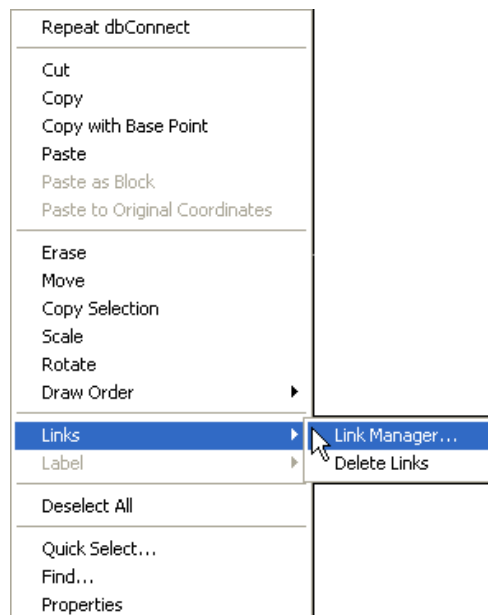 Repeat dbConnect
Cut
Copy
Copy with Base Point
Paste
Paste as Block
Paste to Original Coordinates
Erase
Move
Copy Selection
Scale
Rotate
Draw Order
Links
Link Manager...
Label
Delete Links
Deselect All
Quick Select...
Find...
Properties